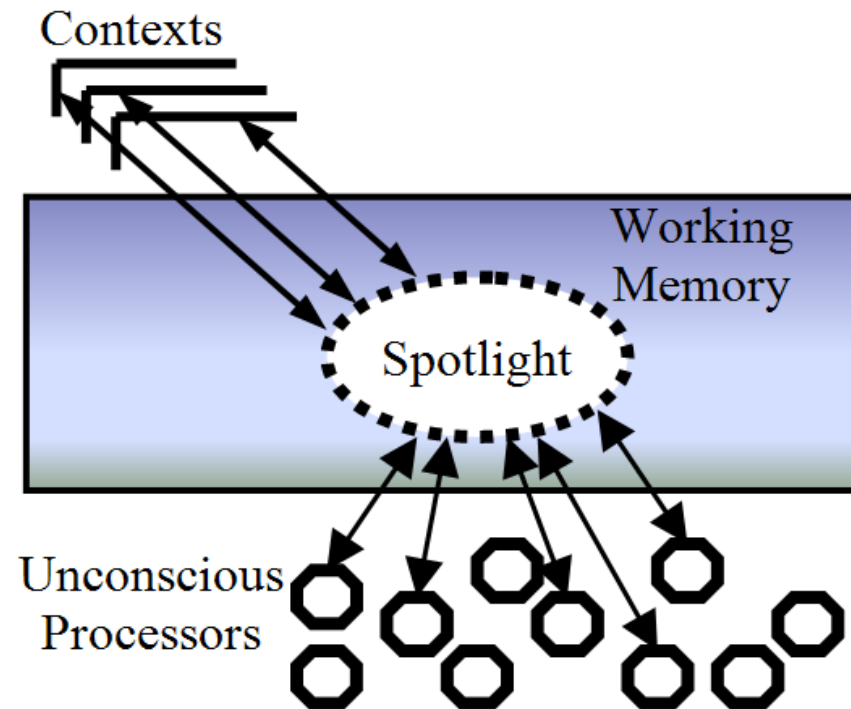 Contexts
Working
Memory
Spotlight
Unconscious
Processors